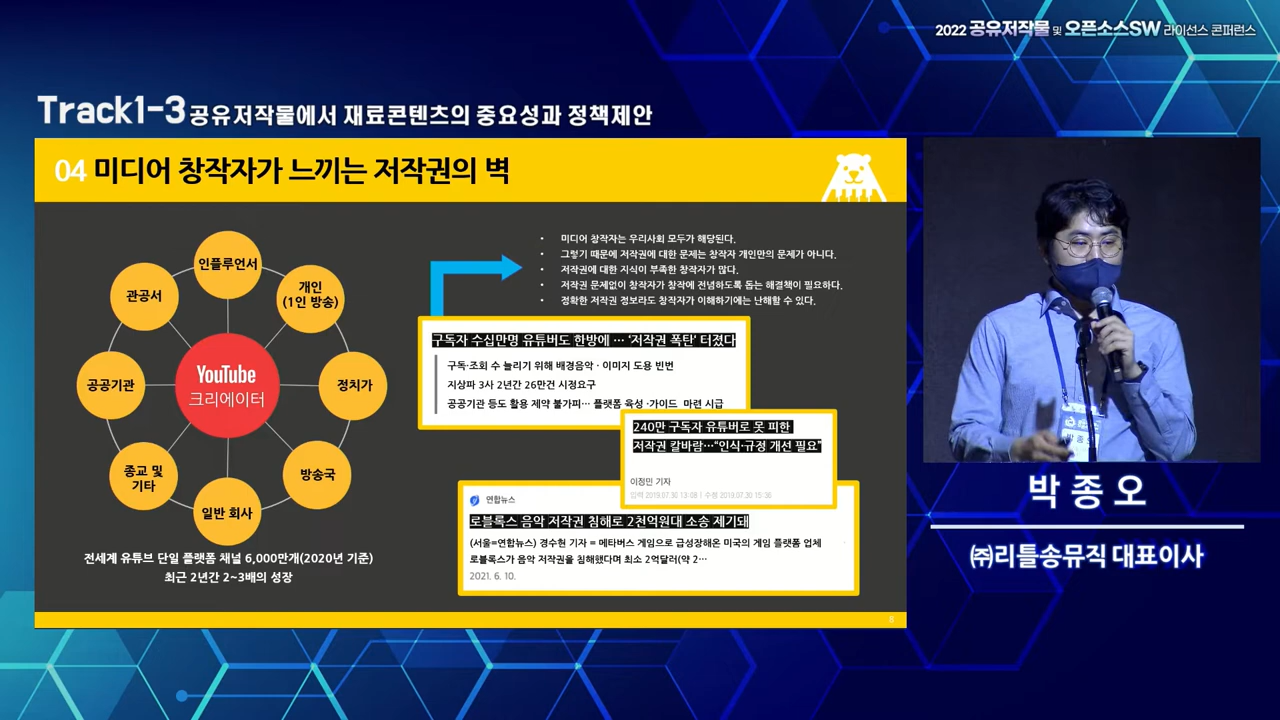 2022 공유저작물 및 오픈소스SW 라이선스 콘퍼런스
Track1-3 공유저작물에서 재료콘텐츠의 중요성과 정책제안
04 미디어 창작자가 느끼는 저작권의 벽
인플루언서
개인
(1인 방송)
정치가
방송국
일반 회사
종교 및
기타
공공기관
관공서
YouTube
크리에이터
전세계 유튜브 단일 플랫폼 채널 6,000만개(2020년 기준)
최근 2년간 2~3배의 성장
• 미디어 창작자는 우리사회 모두가 해당된다.
• 그렇기 때문에 저작권에 대한 문제는 창작자 개인만의 문제가 아니다.
• 저작권에 대한 지식이 부족한 창작자가 많다.
• 저작권 문제없이 창작자가 창작에 전념하도록 돕는 해결책이 필요하다.
• 정확한 저작권 정보라도 창작자가 이해하기에는 난해할 수 있다.
구독자 수십만명 유튜버도 한방에 … '저작권 폭탄' 터졌다
구독·조회 수 늘리기 위해 배경음악 · 이미지 도용 빈번
지상파 3사 2년간 26만건 시정요구
공공기관 등도 활용 제약 불가피… 플랫폼 육성 ·가이드 마련 시급
240만 구독자 유튜버로 못 피한
저작권 칼바람…“인식·규정 개선 필요”
이정민 기자
입력 2019.07.30 13:08 | 수정 2019.07.30 15:38
연합뉴스
로블록스 음악 저작권 침해로 2천억원대 소송 제기돼
(서울=연합뉴스) 경수현 기자 = 메타버스 게임으로 급성장해온 미국의 게임 플랫폼 업체
로블록스가 음악 저작권을 침해했다며 최소 2억달러(약 2…
2021. 6. 10.
8
박종오
㈜리틀송뮤직 대표이사